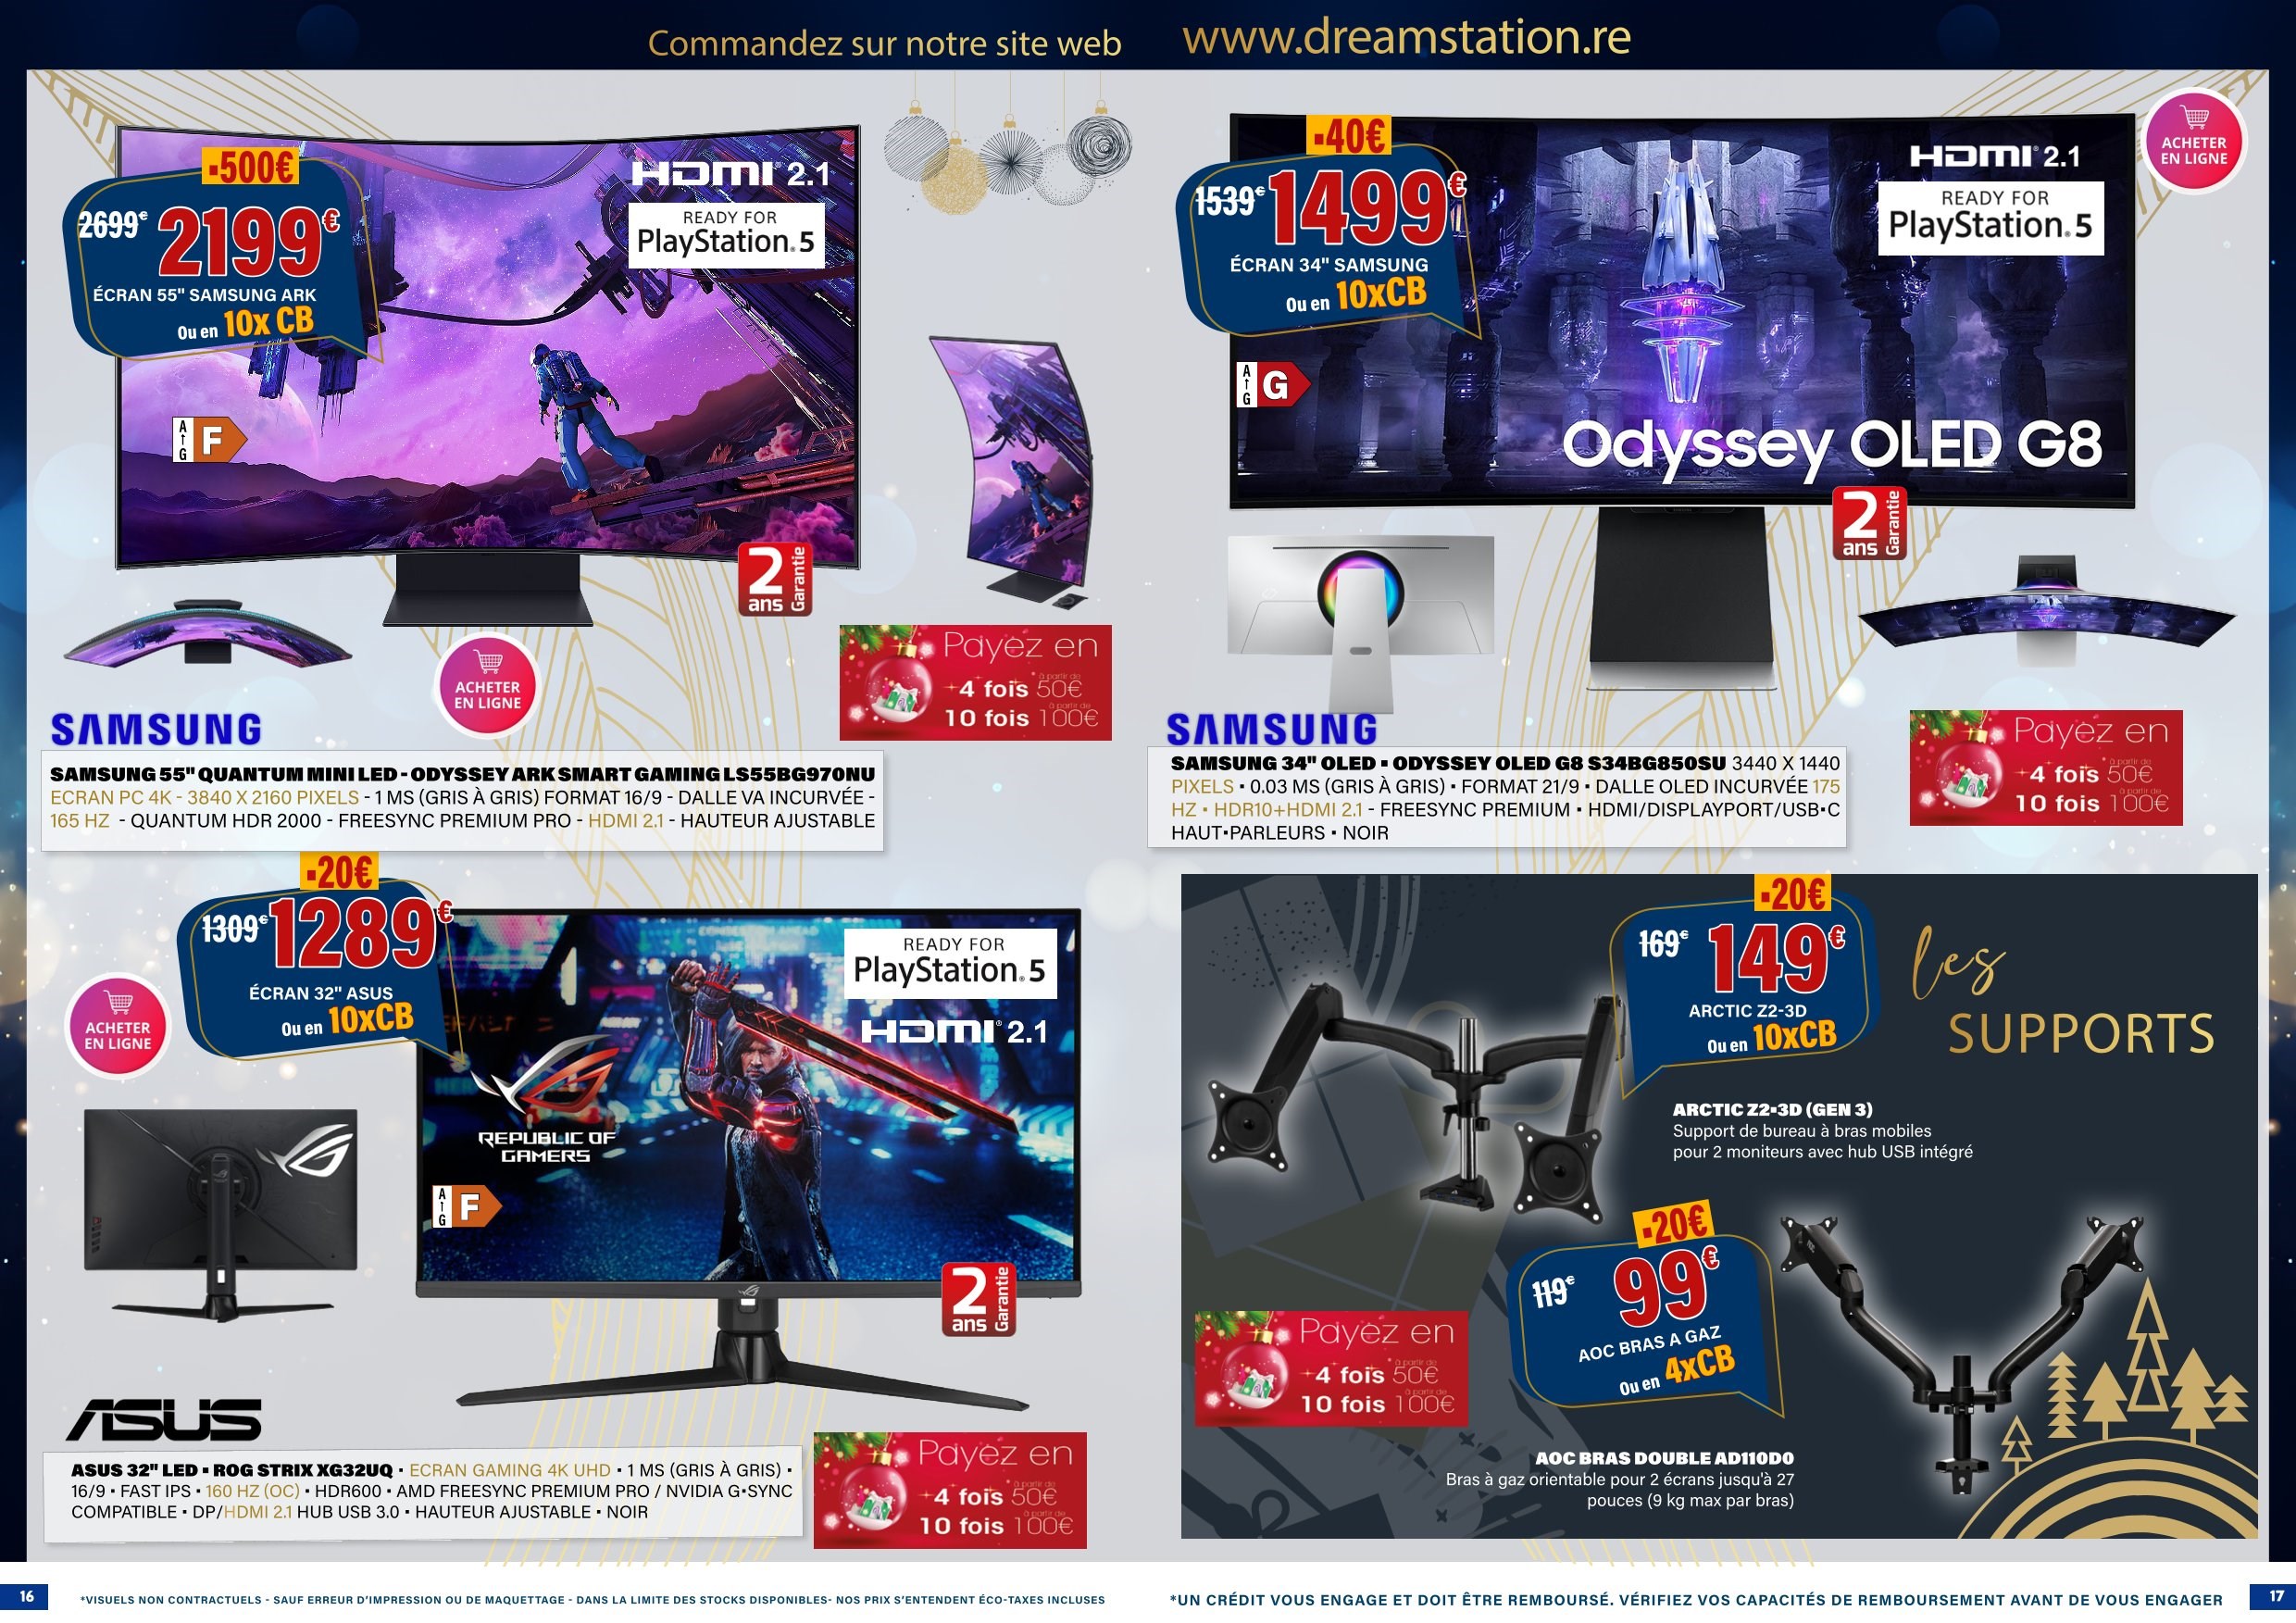 Commandez sur notre site web
www.dreamstation.re
-500€
2699€ 2199€
ÉCRAN 55" SAMSUNG ARK
Ou en 10x CB
HDMI 2.1
READY FOR
PlayStation.5
A
G
F
2
ans
Garantie
ACHETER
EN LIGNE
Payez en
4 fois à partir de 50€
10 fois à partir de 100€
SAMSUNG
SAMSUNG 55" QUANTUM MINI LED - ODYSSEY ARK SMART GAMING LS55BG970NU
ECRAN PC 4K - 3840 X 2160 PIXELS - 1 MS (GRIS À GRIS) FORMAT 16/9 - DALLE VA INCURVÉE -
165 HZ - QUANTUM HDR 2000 - FREESYNC PREMIUM PRO - HDMI 2.1 - HAUTEUR AJUSTABLE
-20€
1309€ 1289€
ÉCRAN 32" ASUS
Ou en 10xCB
ACHETER
EN LIGNE
READY FOR
PlayStation.5
HDMI 2.1
REPUBLIC OF
GAMERS
A
G
F
2
ans
Garantie
ASUS
ASUS 32" LED ▪ ROG STRIX XG32UQ ▪ ECRAN GAMING 4K UHD ▪ 1 MS (GRIS À GRIS) ▪
16/9 ▪ FAST IPS ▪ 160 HZ (OC) ▪ HDR600 ▪ AMD FREESYNC PREMIUM PRO / NVIDIA G▪SYNC
COMPATIBLE ▪ DP/HDMI 2.1 HUB USB 3.0 ▪ HAUTEUR AJUSTABLE ▪ NOIR
Payez en
4 fois à partir de 50€
10 fois à partir de 100€
-40€
1539€ 1499€
ÉCRAN 34" SAMSUNG
Ou en 10xCB
HDMI 2.1
READY FOR
PlayStation.5
ACHETER
EN LIGNE
A
G
G
Odyssey OLED G8
2
ans
Garantie
SAMSUNG
SAMSUNG 34" OLED ▪ ODYSSEY OLED G8 S34BG850SU 3440 X 1440
PIXELS ▪ 0.03 MS (GRIS À GRIS) ▪ FORMAT 21/9 ▪ DALLE OLED INCURVÉE 175
HZ ▪ HDR10+HDMI 2.1 - FREESYNC PREMIUM ▪ HDMI/DISPLAYPORT/USB▪C
HAUT▪PARLEURS ▪ NOIR
Payez en
4 fois à partir de 50€
10 fois à partir de 100€
les
SUPPORTS
-20€
169€ 149€
ARCTIC Z2-3D
Ou en 10xCB
ARCTIC Z2▪3D (GEN 3)
Support de bureau à bras mobiles
pour 2 moniteurs avec hub USB intégré
-20€
119€ 99€
AOC BRAS A GAZ
Ou en 4xCB
Payez en
4 fois à partir de 50€
10 fois à partir de 100€
AOC BRAS DOUBLE AD110D0
Bras à gaz orientable pour 2 écrans jusqu'à 27
pouces (9 kg max par bras)
16
*VISUELS NON CONTRACTUELS - SAUF ERREUR D'IMPRESSION OU DE MAQUETTAGE - DANS LA LIMITE DES STOCKS DISPONIBLES- NOS PRIX S'ENTENDENT ÉCO-TAXES INCLUSES
*UN CRÉDIT VOUS ENGAGE ET DOIT ÊTRE REMBOURSÉ. VÉRIFIEZ VOS CAPACITÉS DE REMBOURSEMENT AVANT DE VOUS ENGAGER
17